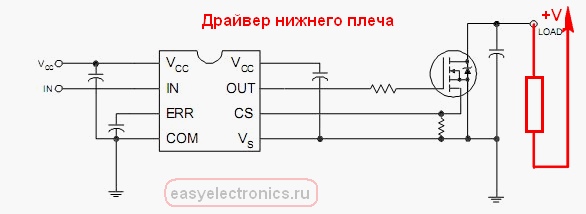 Драйвер нижнего плеча
+V
LOAD
Vcc
IN
VCC
IN
ERR
COM
VCC
OUT
CS
VS
easyelectronics.ru